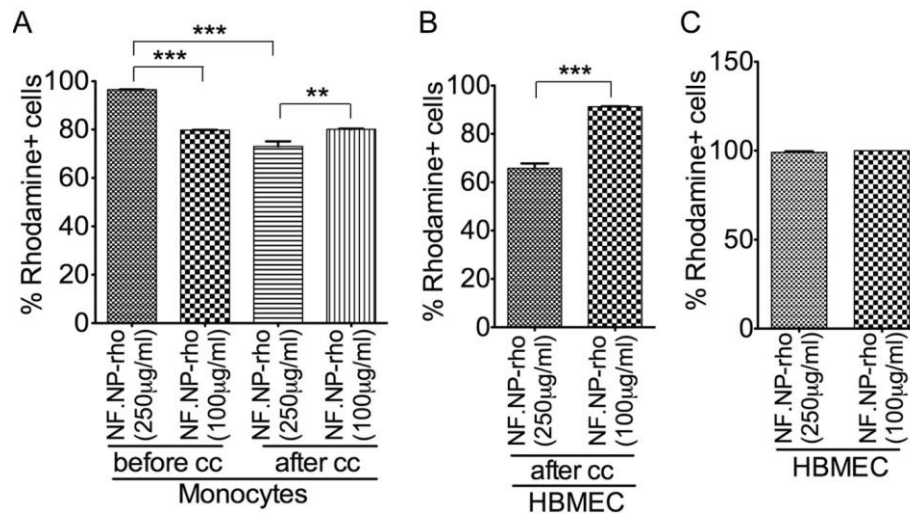 A
% Rhodamine+ cells
100
80
60
40
20
0
***
***
**
NF.NP-rho
(250µg/ml)
NF.NP-rho
(100µg/ml)
NF.NP-rho
(250µg/ml)
NF.NP-rho
(100µg/ml)
before cc
after cc
Monocytes
B
% Rhodamine+ cells
100
80
60
40
20
0
***
NF.NP-rho
(250µg/ml)
NF.NP-rho
(100µg/ml)
after cc
HBMEC
C
% Rhodamine+ cells
150
100
50
0
NF.NP-rho
(250µg/ml)
NF.NP-rho
(100µg/ml)
HBMEC